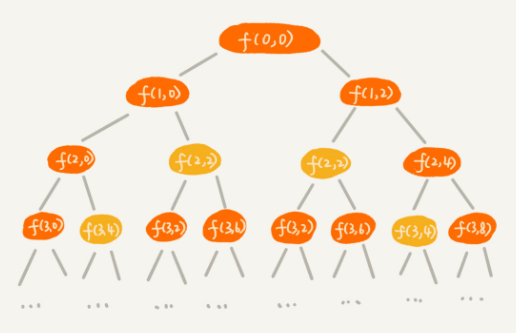 f(0,0)
f(1,0) f(1,2)
f(2,0) f(2,2) f(2,2) f(2,4)
f(3,0) f(3,4) f(3,2) f(3,6) f(3,2) f(3,6) f(3,4) f(3,8)
... ... ... ... ... ... ... ...